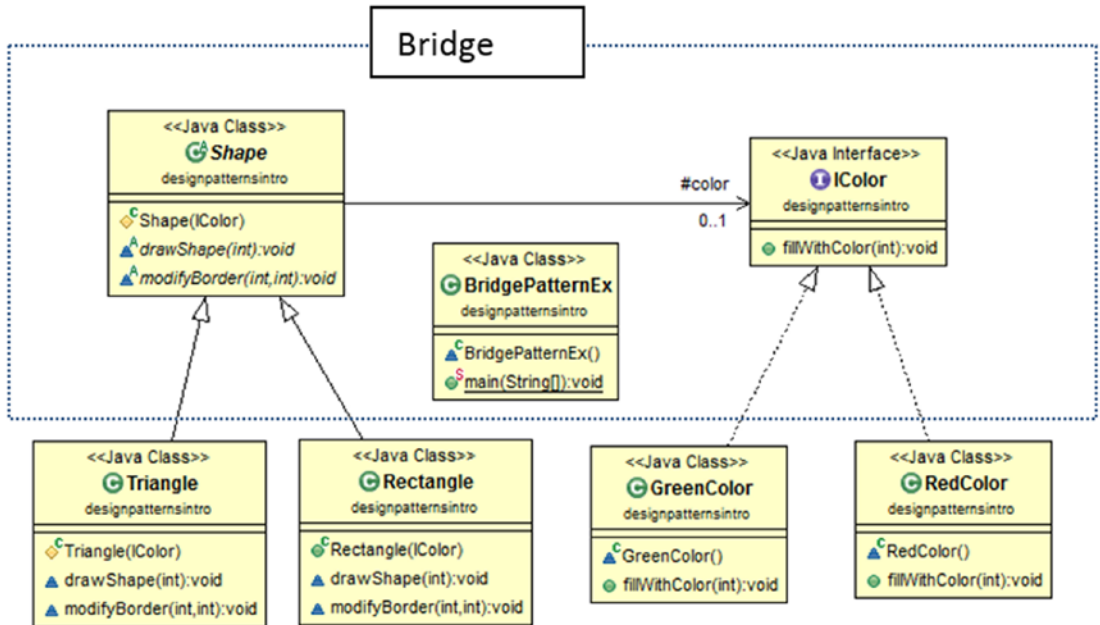 Bridge
<<Java Class>>
Shape
designpatternsintro
Shape(IColor)
drawShape(int):void
modifyBorder(int,int):void
#color
0..1
<<Java Interface>>
IColor
designpatternsintro
fillWithColor(int):void
<<Java Class>>
BridgePatternEx
designpatternsintro
BridgePatternEx()
main(String[]):void
<<Java Class>>
Triangle
designpatternsintro
Triangle(IColor)
drawShape(int):void
modifyBorder(int,int):void
<<Java Class>>
Rectangle
designpatternsintro
Rectangle(IColor)
drawShape(int):void
modifyBorder(int,int):void
<<Java Class>>
GreenColor
designpatternsintro
GreenColor()
fillWithColor(int):void
<<Java Class>>
RedColor
designpatternsintro
RedColor()
fillWithColor(int):void